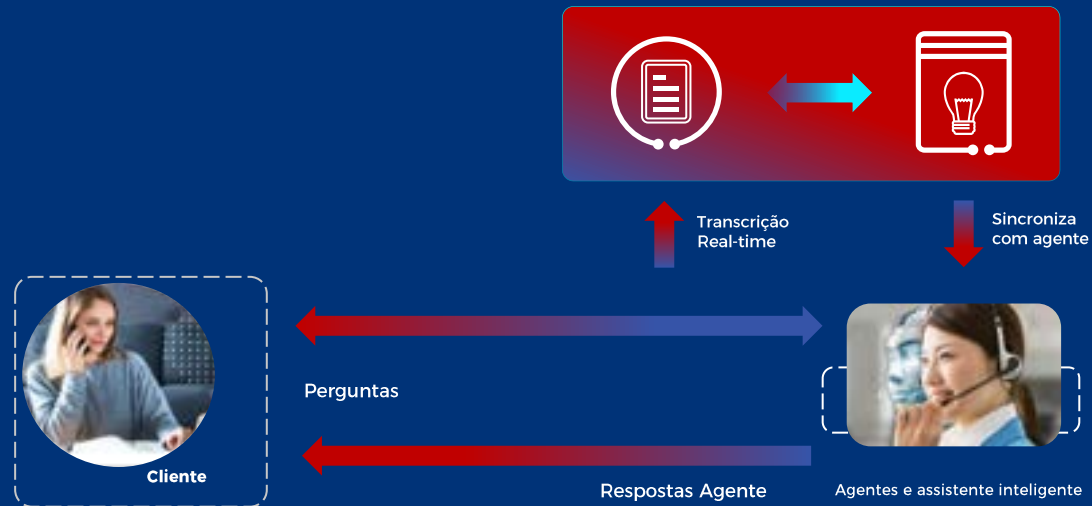 Transcrição
Real-time
Sincroniza
com agente
Perguntas
Cliente
Respostas Agente
Agentes e assistente inteligente